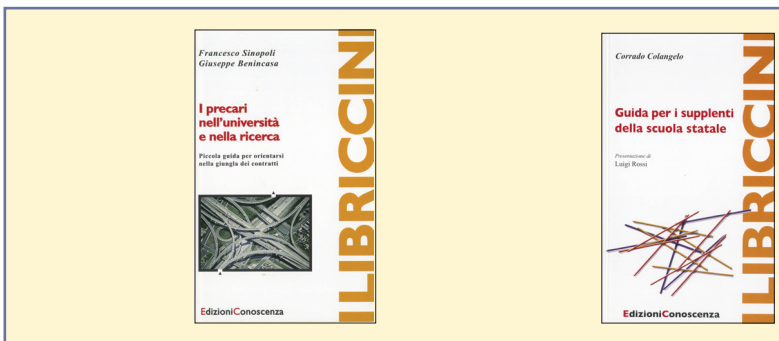 Francesco Sinopoli
Giuseppe Benincasa
I precari
nell'università
e nella ricerca
Piccola guida per orientarsi
nella giungla dei contratti
EdizioniConoscenza
I LIBRICCINI
Corrado Colangelo
Guida per i supplenti
della scuola statale
Presentazione di
Luigi Rossi
EdizioniConoscenza
I LIBRICCINI